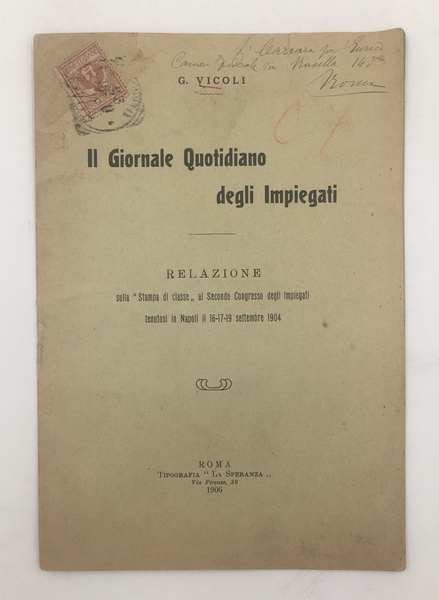 G. VICOLI
Roma
Il Giornale Quotidiano
degli Impiegati
RELAZIONE
sulla "Stampa di classe„ al Secondo Congresso degli Impiegati
tenutosi in Napoli il 16-17-19 settembre 1904
ROMA
TIPOGRAFIA "LA SPERANZA„
Via Firenze, 38
1906